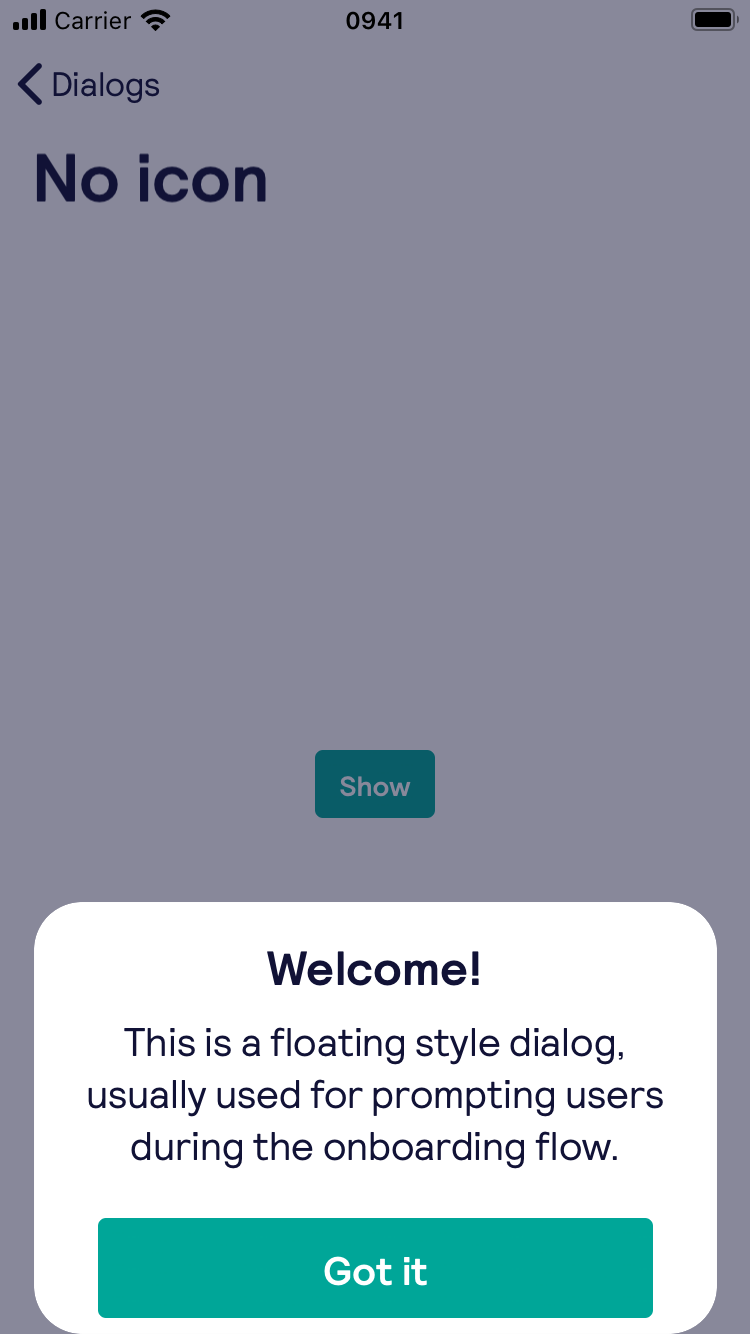 Carrier 0941
Dialogs
No icon
Show
Welcome!
This is a floating style dialog,
usually used for prompting users
during the onboarding flow.
Got it